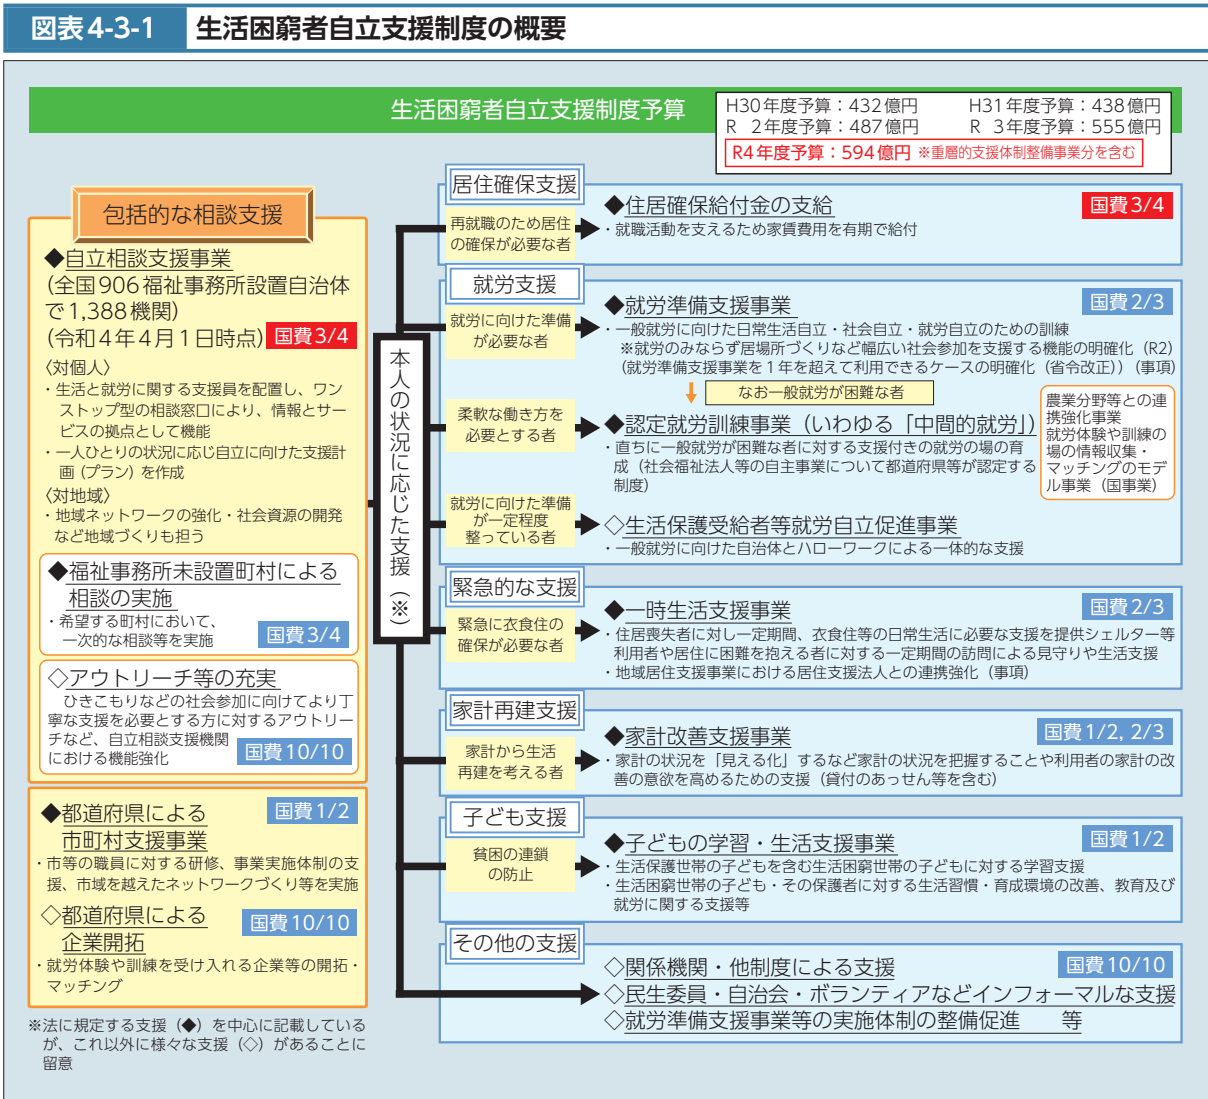 図表4-3-1 生活困窮者自立支援制度の概要
生活困窮者自立支援制度予算
H30年度予算：432億円 H31年度予算：438億円
R 2年度予算：487億円 R 3年度予算：555億円
R4年度予算：594億円 ※重層的支援体制整備事業分を含む
包括的な相談支援
◆自立相談支援事業
(全国906福祉事務所設置自治体
で1,388機関)
(令和4年4月1日時点) 国費3/4
〈対個人〉
・生活と就労に関する支援員を配置し、ワン
ストップ型の相談窓口により、情報とサー
ビスの拠点として機能
・一人ひとりの状況に応じ自立に向けた支援計
画（プラン）を作成
〈対地域〉
・地域ネットワークの強化・社会資源の開発
など地域づくりも担う
◆福祉事務所未設置町村による
相談の実施
・希望する町村において、
一次的な相談等を実施
国費3/4
◇アウトリーチ等の充実
ひきこもりなどの社会参加に向けてより丁
寧な支援を必要とする方に対するアウトリー
チなど、自立相談支援機関
における機能強化
国費10/10
◆都道府県による
市町村支援事業
国費1/2
・市等の職員に対する研修、事業実施体制の支
援、市域を越えたネットワークづくり等を実施
◇都道府県による
企業開拓
国費10/10
・就労体験や訓練を受け入れる企業等の開拓・
マッチング
※法に規定する支援（◆）を中心に記載している
が、これ以外に様々な支援（◇）があることに
留意
本人の状況に応じた支援（※）
居住確保支援
再就職のため居住
の確保が必要な者
◆住居確保給付金の支給
国費3/4
・就職活動を支えるため家賃費用を有期で給付
就労支援
就労に向けた準備
が必要な者
◆就労準備支援事業
国費2/3
・一般就労に向けた日常生活自立・社会自立・就労自立のための訓練
※就労のみならず居場所づくりなど幅広い社会参加を支援する機能の明確化（R2）
（就労準備支援事業を1年を超えて利用できるケースの明確化（省令改正））（事項）
なお一般就労が困難な者
柔軟な働き方を
必要とする者
◆認定就労訓練事業（いわゆる「中間的就労」）
・直ちに一般就労が困難な者に対する支援付きの就労の場の育
成（社会福祉法人等の自主事業について都道府県等が認定する
制度）
農業分野等との連
携強化事業
就労体験や訓練の
場の情報収集・
マッチングのモデ
ル事業（国事業）
就労に向けた準備
が一定程度
整っている者
◇生活保護受給者等就労自立促進事業
・一般就労に向けた自治体とハローワークによる一体的な支援
緊急的な支援
緊急に衣食住の
確保が必要な者
◆一時生活支援事業
国費2/3
・住居喪失者に対し一定期間、衣食住等の日常生活に必要な支援を提供シェルター等
利用者や居住に困難を抱える者に対する一定期間の訪問による見守りや生活支援
・地域居住支援事業における居住支援法人との連携強化（事項）
家計再建支援
家計から生活
再建を考える者
◆家計改善支援事業
国費1/2, 2/3
・家計の状況を「見える化」するなど家計の状況を把握することや利用者の家計の改
善の意欲を高めるための支援（貸付のあっせん等を含む）
子ども支援
貧困の連鎖
の防止
◆子どもの学習・生活支援事業
国費1/2
・生活保護世帯の子どもを含む生活困窮世帯の子どもに対する学習支援
・生活困窮世帯の子ども・その保護者に対する生活習慣・育成環境の改善、教育及び
就労に関する支援等
その他の支援
◇関係機関・他制度による支援
国費10/10
◇民生委員・自治会・ボランティアなどインフォーマルな支援
◇就労準備支援事業等の実施体制の整備促進 等